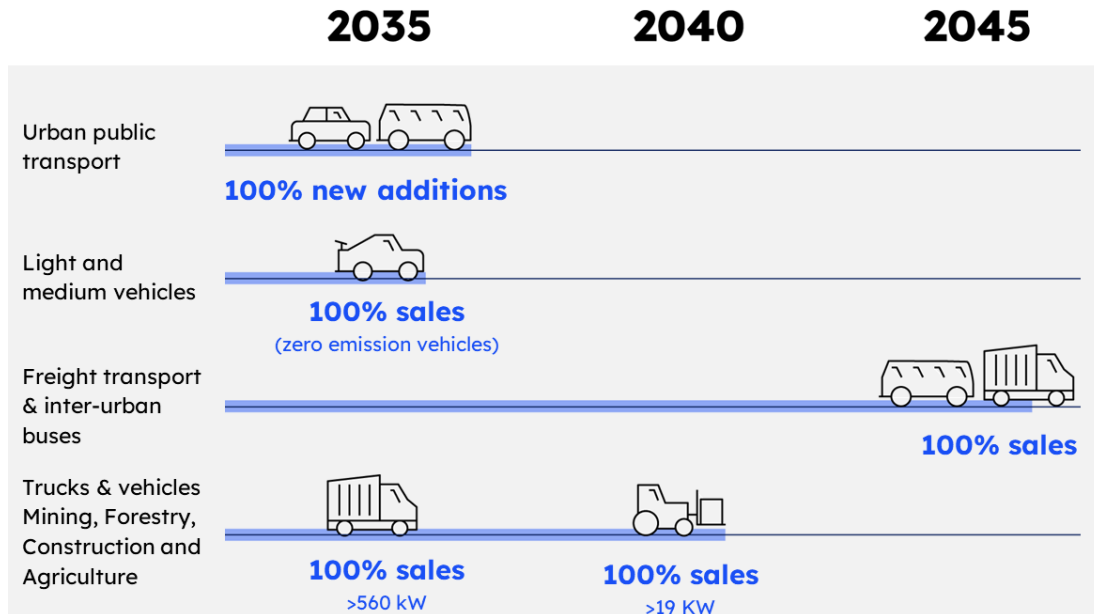 2035 2040 2045
Urban public
transport
100% new additions
Light and
medium vehicles
100% sales
(zero emission vehicles)
Freight transport
& inter-urban
buses
100% sales
Trucks & vehicles
Mining, Forestry,
Construction and
Agriculture
100% sales
>560 kW
100% sales
>19 KW